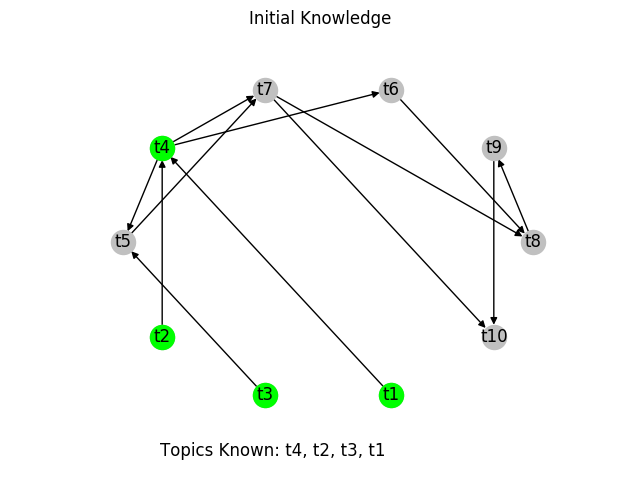 Initial Knowledge
t7
t6
t4
t9
t5
t8
t2
t10
t3
t1
Topics Known: t4, t2, t3, t1